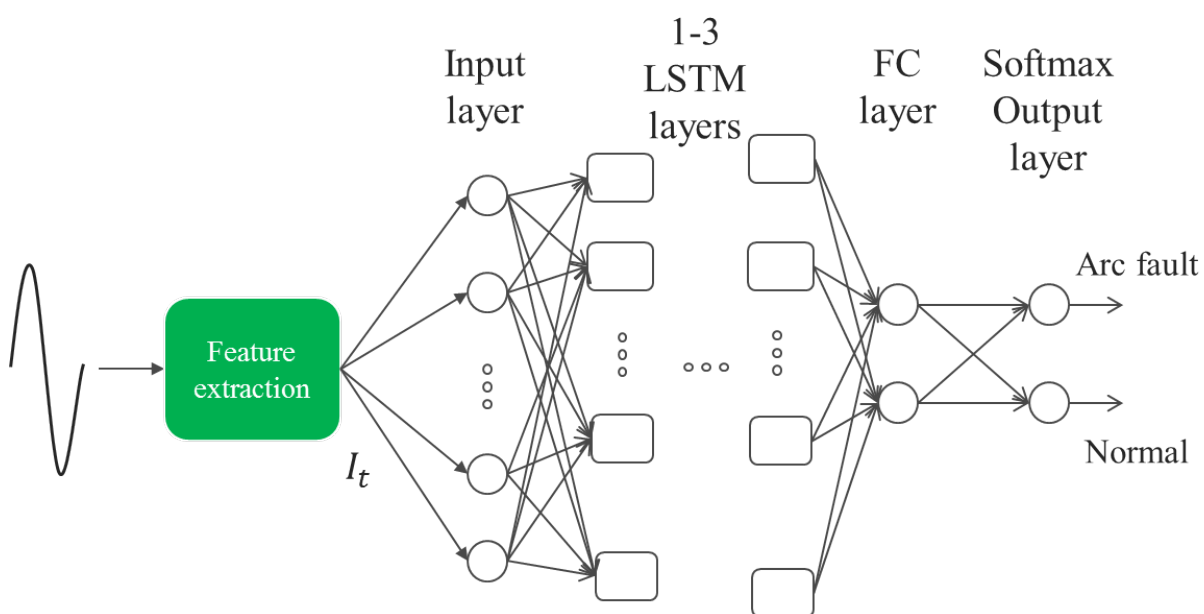 Input
layer
1-3
LSTM
layers
FC
layer
Softmax
Output
layer
Feature
extraction
I_t
Arc fault
Normal